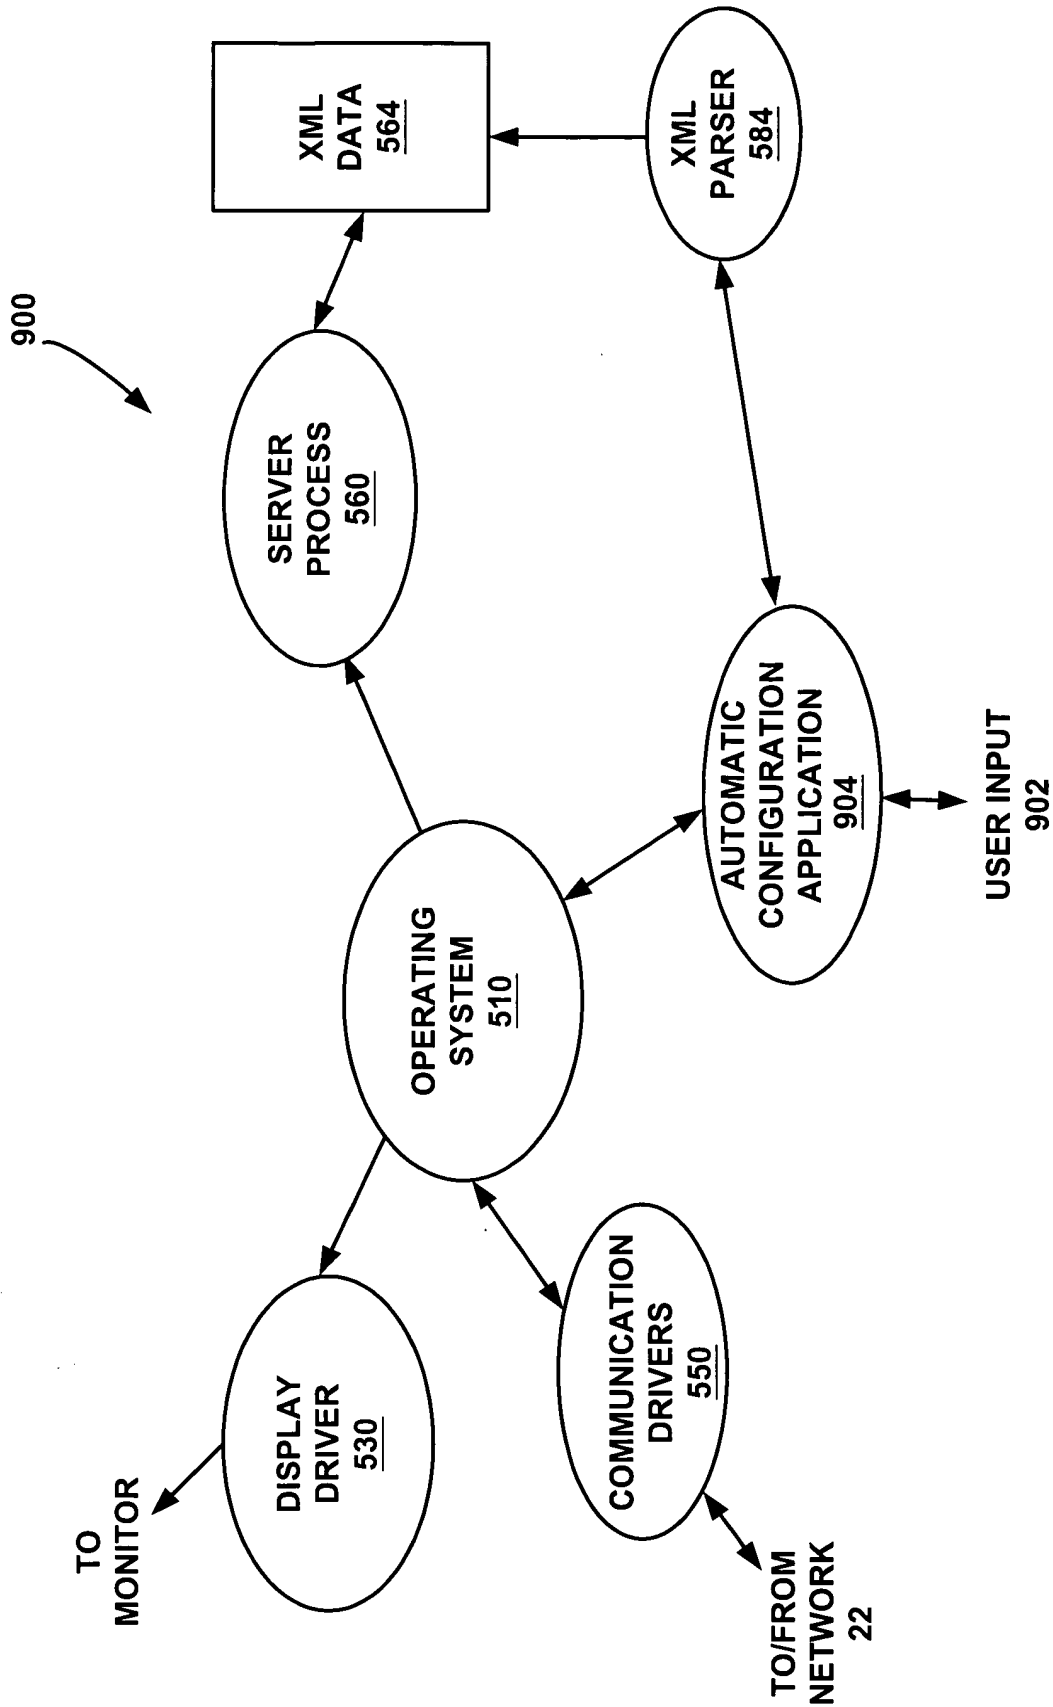 900
TO
MONITOR
DISPLAY
DRIVER
530
SERVER
PROCESS
560
XML
DATA
564
OPERATING
SYSTEM
510
COMMUNICATION
DRIVERS
550
TO/FROM
NETWORK
22
AUTOMATIC
CONFIGURATION
APPLICATION
904
USER INPUT
902
XML
PARSER
584